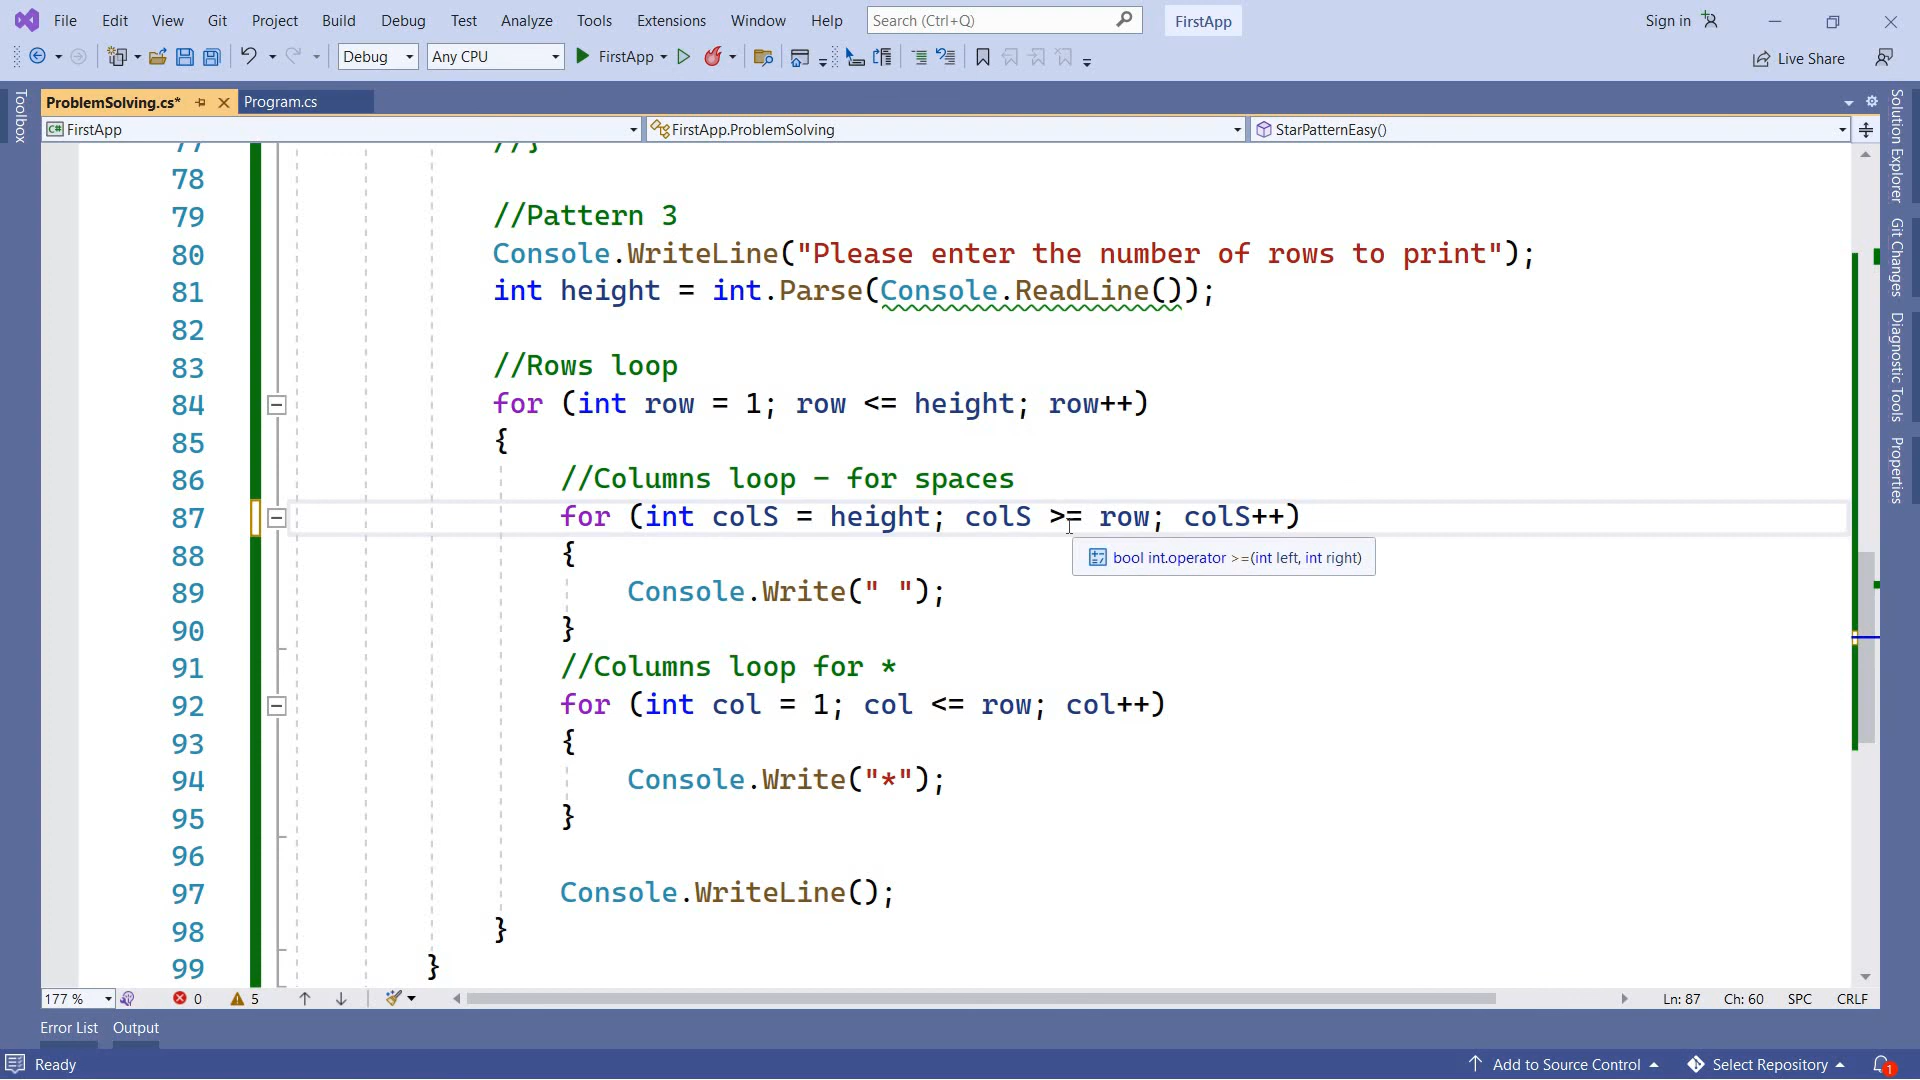 File Edit View Git Project Build Debug Test Analyze Tools Extensions Window Help Search (Ctrl+Q) FirstApp Sign in
Debug Any CPU FirstApp Live Share
ProblemSolving.cs* Program.cs
FirstApp FirstApp.ProblemSolving StarPatternEasy()
Toolbox
Solution Explorer
Git Changes
Diagnostic Tools
Properties
77 //}
78
79 //Pattern 3
80 Console.WriteLine("Please enter the number of rows to print");
81 int height = int.Parse(Console.ReadLine());
82
83 //Rows loop
84 for (int row = 1; row <= height; row++)
85 {
86 //Columns loop - for spaces
87 for (int colS = height; colS >= row; colS++)
88 {
bool int.operator >=(int left, int right)
89 Console.Write(" ");
90 }
91 //Columns loop for *
92 for (int col = 1; col <= row; col++)
93 {
94 Console.Write("*");
95 }
96
97 Console.WriteLine();
98 }
99 }
177 % 0 5 Ln: 87 Ch: 60 SPC CRLF
Error List Output
Ready Add to Source Control Select Repository 1